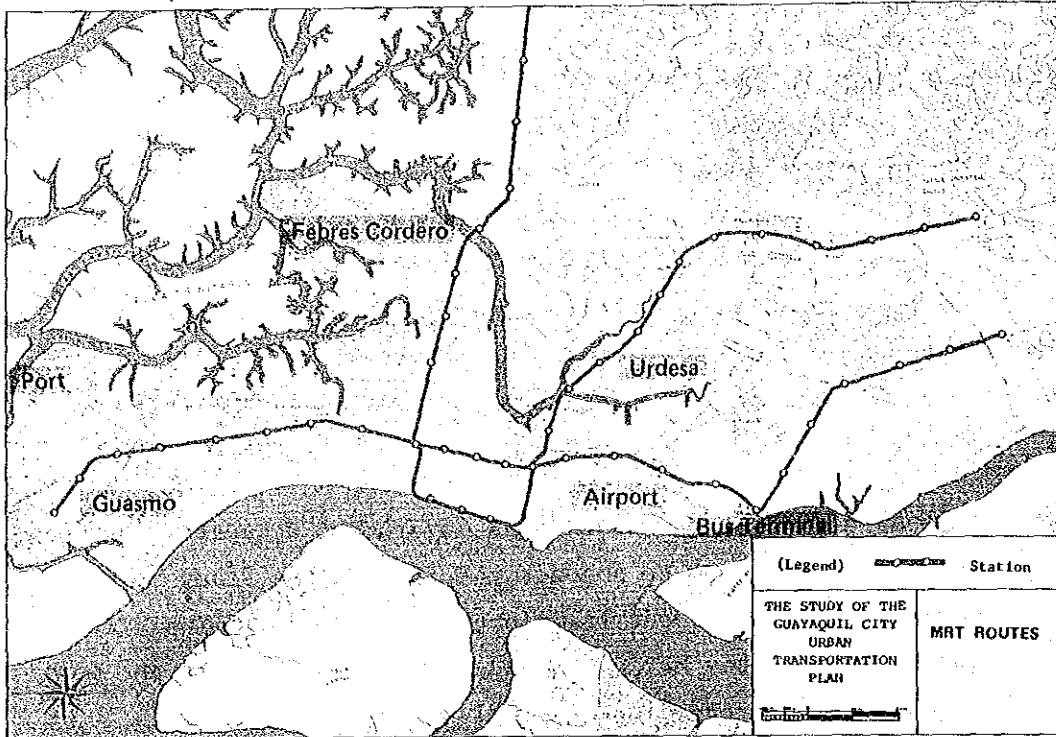 Febres Cordero
Port
Urdesa
Guasmo
Airport
Bus Terminal
(Legend) Station
THE STUDY OF THE
GUAYAQUIL CITY
URBAN
TRANSPORTATION
PLAN
MRT ROUTES